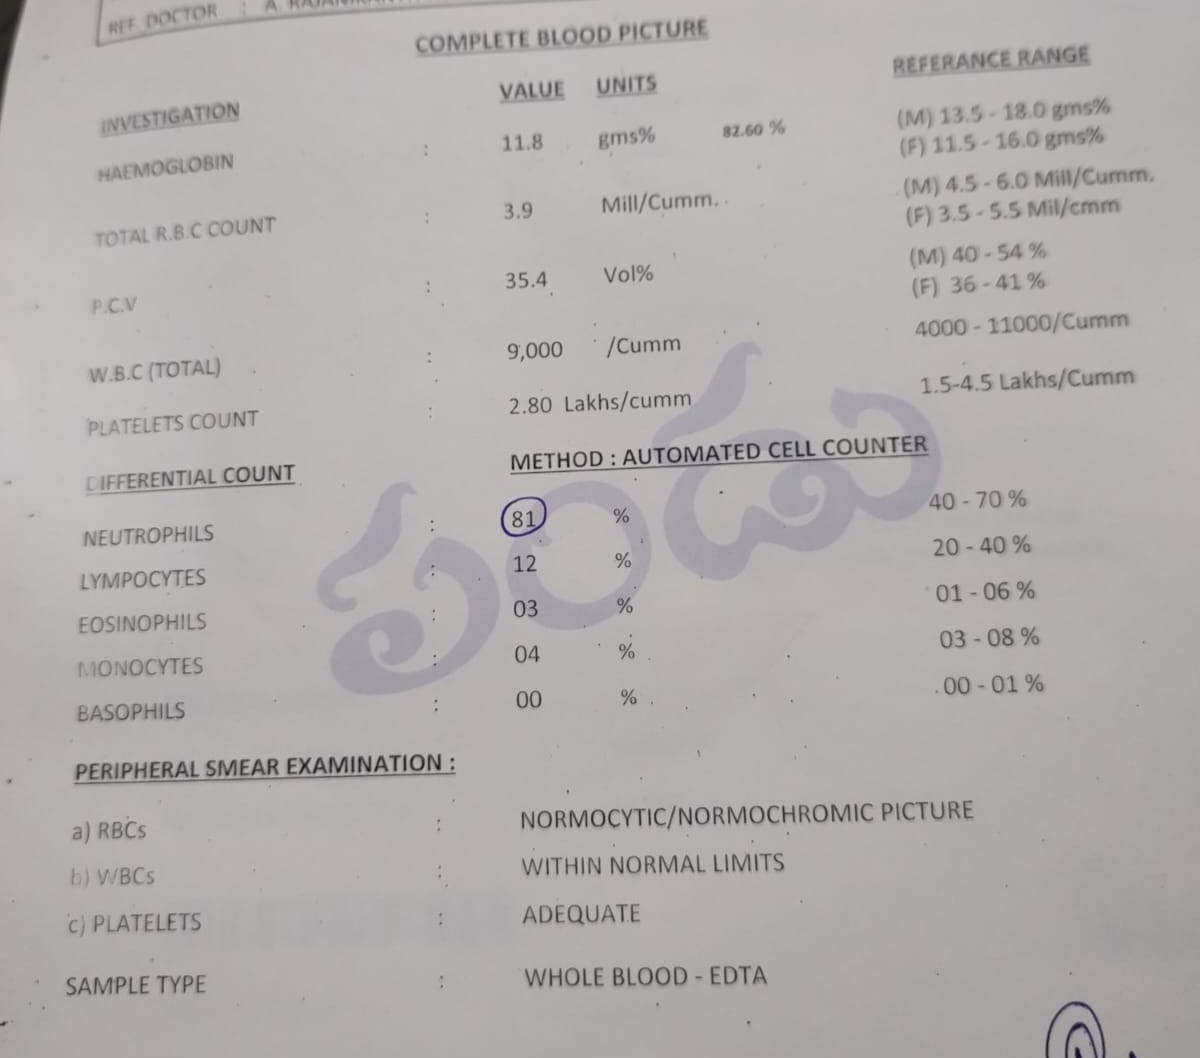 REF. DOCTOR : A.
COMPLETE BLOOD PICTURE
INVESTIGATION VALUE UNITS REFERANCE RANGE
HAEMOGLOBIN : 11.8 gms% 82.60 % (M) 13.5 - 18.0 gms%
(F) 11.5 - 16.0 gms%
TOTAL R.B.C COUNT : 3.9 Mill/Cumm. (M) 4.5 - 6.0 Mill/Cumm.
(F) 3.5 - 5.5 Mil/cmm
P.C.V : 35.4 Vol% (M) 40 - 54 %
(F) 36 - 41 %
W.B.C (TOTAL) : 9,000 /Cumm 4000 - 11000/Cumm
PLATELETS COUNT : 2.80 Lakhs/cumm 1.5-4.5 Lakhs/Cumm
DIFFERENTIAL COUNT METHOD : AUTOMATED CELL COUNTER
NEUTROPHILS : 81 % 40 - 70 %
LYMPOCYTES : 12 % 20 - 40 %
EOSINOPHILS : 03 % 01 - 06 %
MONOCYTES : 04 % 03 - 08 %
BASOPHILS : 00 % 00 - 01 %
పండు
PERIPHERAL SMEAR EXAMINATION :
a) RBCs : NORMOCYTIC/NORMOCHROMIC PICTURE
b) WBCs : WITHIN NORMAL LIMITS
c) PLATELETS : ADEQUATE
SAMPLE TYPE : WHOLE BLOOD - EDTA